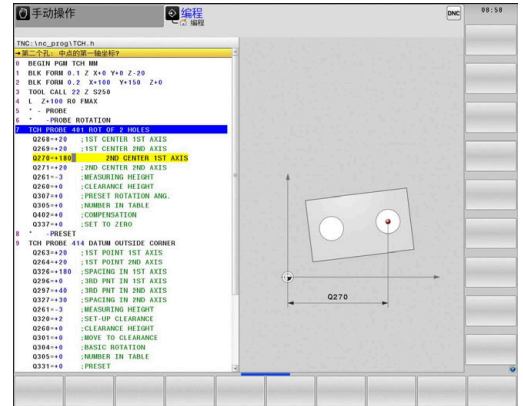 手动操作
编程
编程
DNC
08:58
TNC:\nc_prog\TCH.h
→第二个孔: 中点的第一轴坐标?
0 BEGIN PGM TCH MM
1 BLK FORM 0.1 Z X+0 Y+0 Z-20
2 BLK FORM 0.2 X+100 Y+150 Z+0
3 TOOL CALL 22 Z S250
4 L Z+100 R0 FMAX
5 * - PROBE
6 * -PROBE ROTATION
7 TCH PROBE 401 ROT OF 2 HOLES
Q268=+20 ;1ST CENTER 1ST AXIS
Q269=+20 ;1ST CENTER 2ND AXIS
Q270=+180 2ND CENTER 1ST AXIS
Q271=+20 ;2ND CENTER 2ND AXIS
Q261=-3 ;MEASURING HEIGHT
Q260=+0 ;CLEARANCE HEIGHT
Q307=+0 ;PRESET ROTATION ANG.
Q305=+0 ;NUMBER IN TABLE
Q402=+0 ;COMPENSATION
Q337=+0 ;SET TO ZERO
8 * -PRESET
9 TCH PROBE 414 DATUM OUTSIDE CORNER
Q263=+20 ;1ST POINT 1ST AXIS
Q264=+20 ;1ST POINT 2ND AXIS
Q326=+180 ;SPACING IN 1ST AXIS
Q296=+0 ;3RD PNT IN 1ST AXIS
Q297=+40 ;3RD PNT IN 2ND AXIS
Q327=+30 ;SPACING IN 2ND AXIS
Q261=-3 ;MEASURING HEIGHT
Q320=+2 ;SET-UP CLEARANCE
Q260=+0 ;CLEARANCE HEIGHT
Q301=+0 ;MOVE TO CLEARANCE
Q304=+0 ;BASIC ROTATION
Q305=+0 ;NUMBER IN TABLE
Q331=+0 ;PRESET
Q270